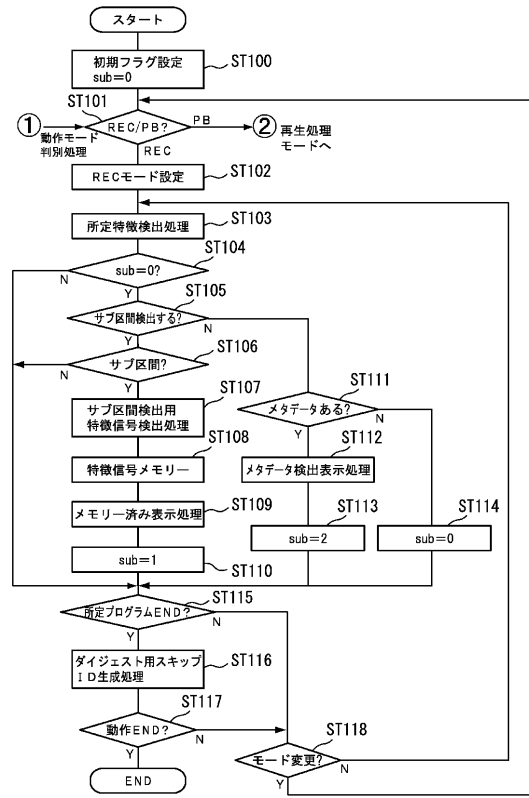 スタート
初期フラグ設定
sub=0
ST100
ST101
① 
動作モード
判別処理
REC/PB?
PB
② 再生処理
モードへ
REC
RECモード設定
ST102
所定特徴検出処理
ST103
ST104
sub=0?
N
Y
ST105
サブ区間検出する?
N
Y
ST106
サブ区間?
N
Y
ST107
サブ区間検出用
特徴信号検出処理
ST108
特徴信号メモリー
ST109
メモリー済み表示処理
sub=1
ST110
ST111
メタデータある?
N
Y
ST112
メタデータ検出表示処理
ST113
sub=2
ST114
sub=0
ST115
所定プログラムEND?
N
Y
ダイジェスト用スキップ
ID生成処理
ST116
ST117
動作END?
N
Y
END
ST118
モード変更?
N
Y